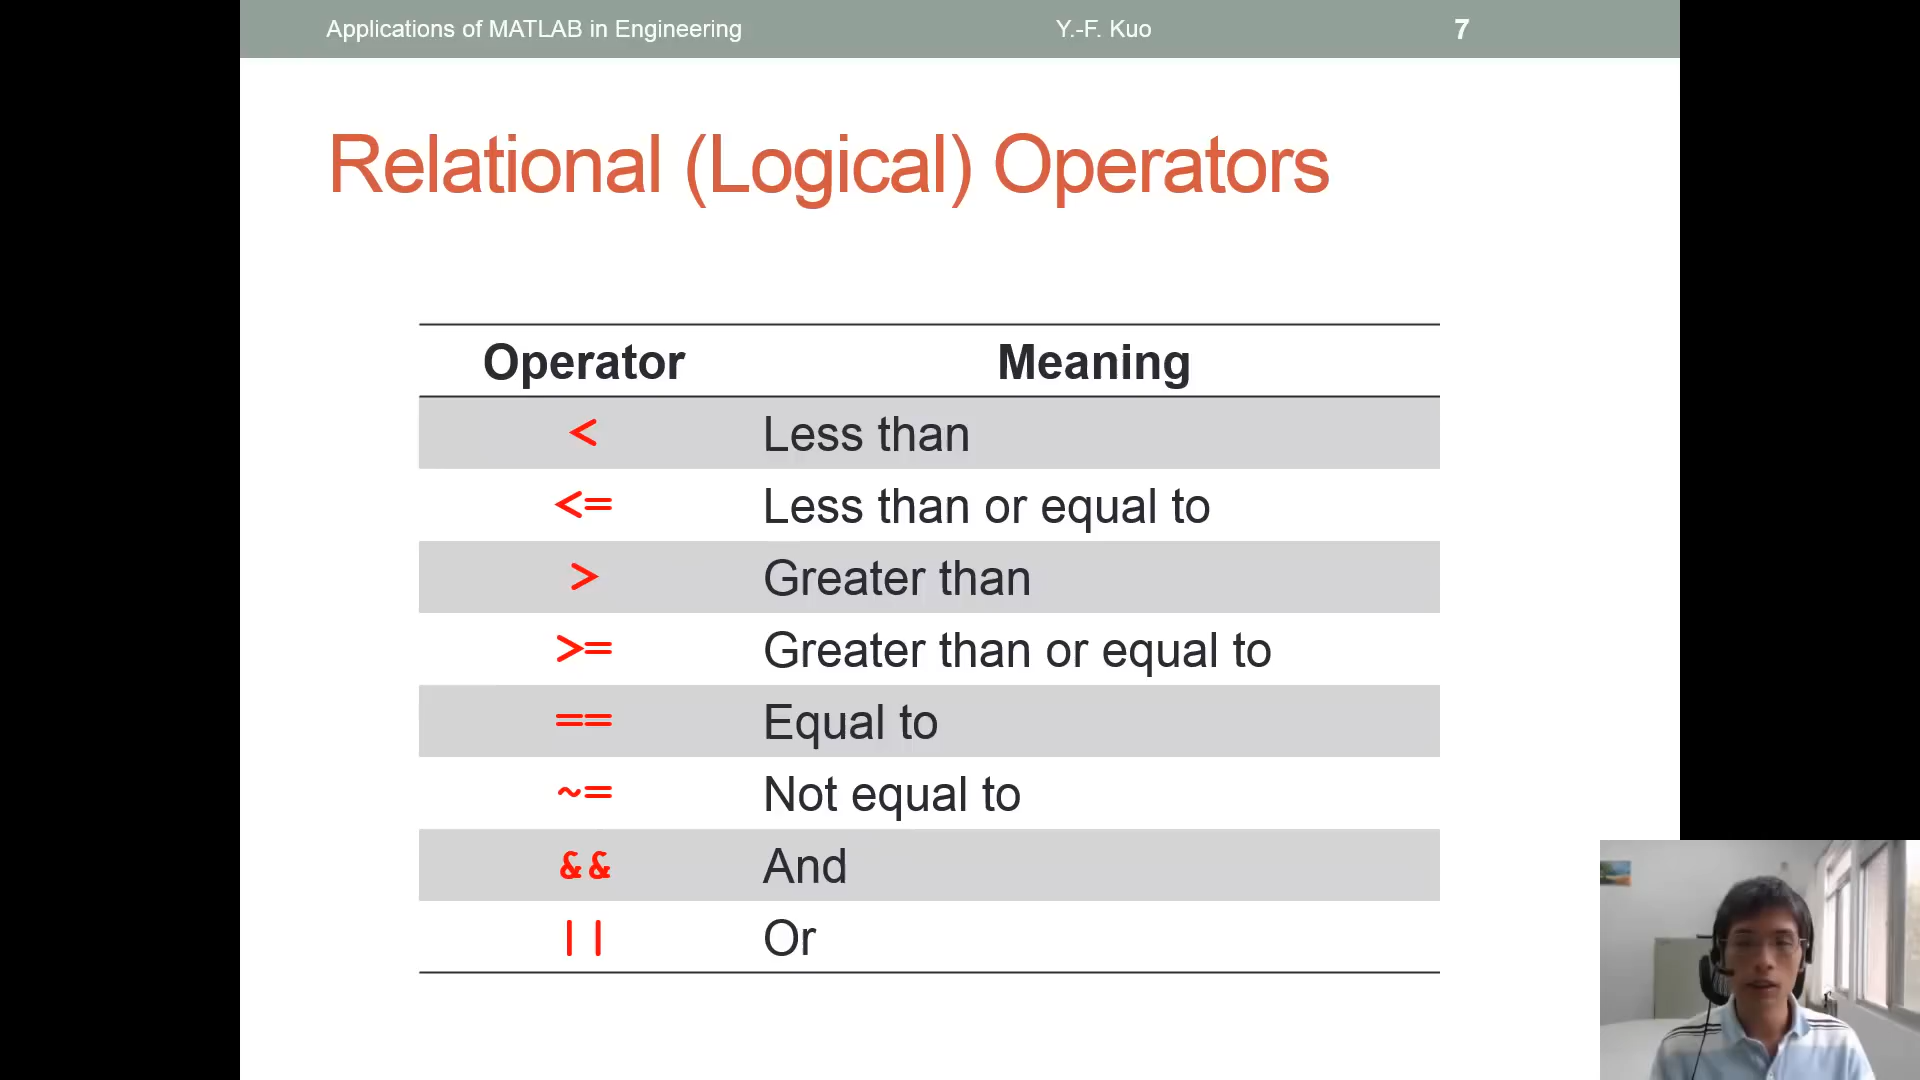 Applications of MATLAB in Engineering Y.-F. Kuo 7
Relational (Logical) Operators
Operator Meaning
< Less than
<= Less than or equal to
> Greater than
>= Greater than or equal to
== Equal to
~= Not equal to
&& And
|| Or